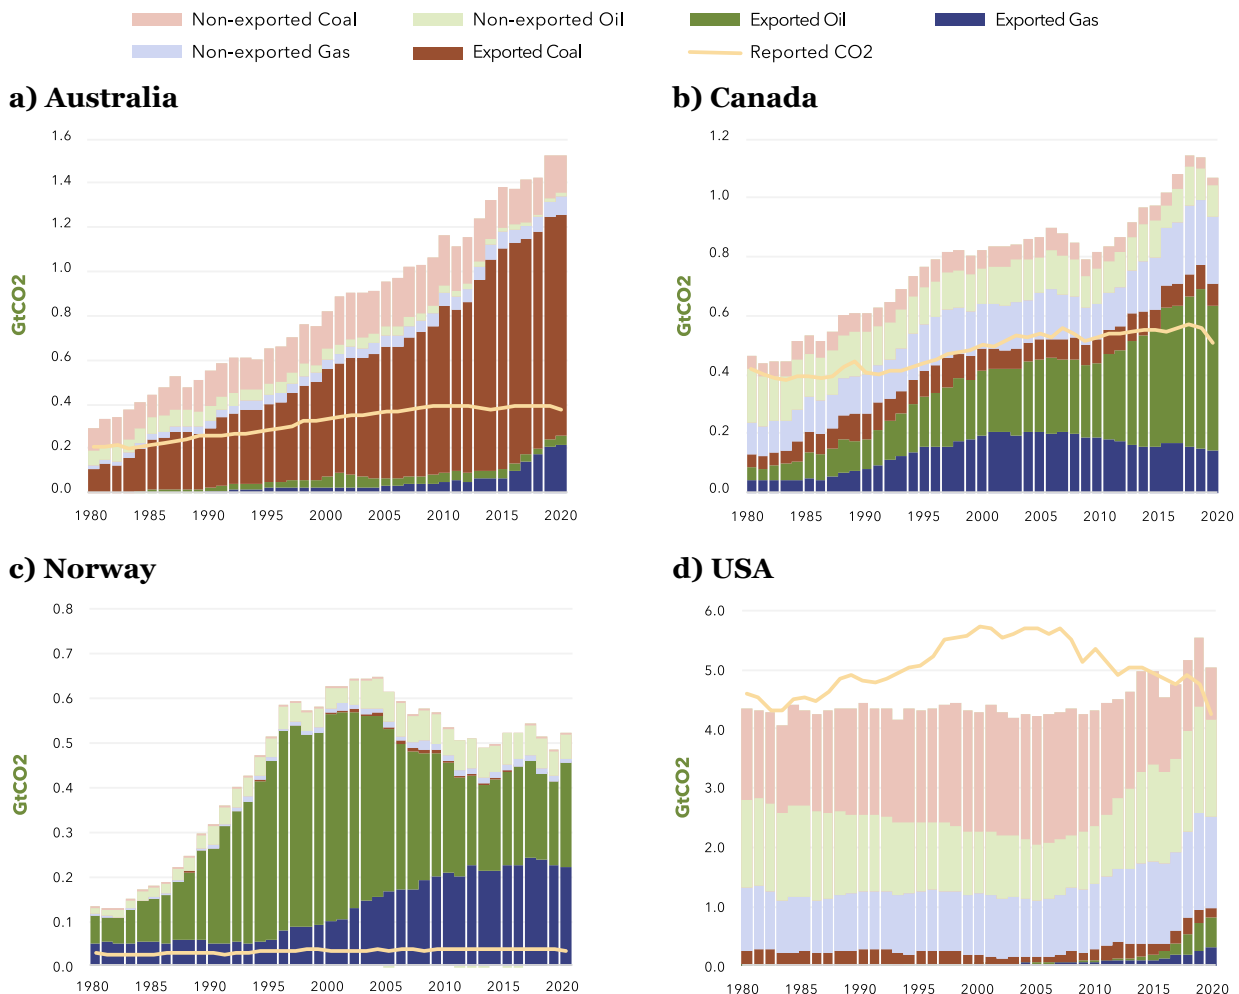 Non-exported Coal Non-exported Oil Exported Oil Exported Gas
Non-exported Gas Exported Coal Reported CO2
a) Australia
GtCO2
1.6
1.4
1.2
1.0
0.8
0.6
0.4
0.2
0.0
1980 1985 1990 1995 2000 2005 2010 2015 2020
b) Canada
GtCO2
1.2
1.0
0.8
0.6
0.4
0.2
0.0
1980 1985 1990 1995 2000 2005 2010 2015 2020
c) Norway
GtCO2
0.8
0.7
0.6
0.5
0.4
0.3
0.2
0.1
0.0
1980 1985 1990 1995 2000 2005 2010 2015 2020
d) USA
GtCO2
6.0
5.0
4.0
3.0
2.0
1.0
0.0
1980 1985 1990 1995 2000 2005 2010 2015 2020